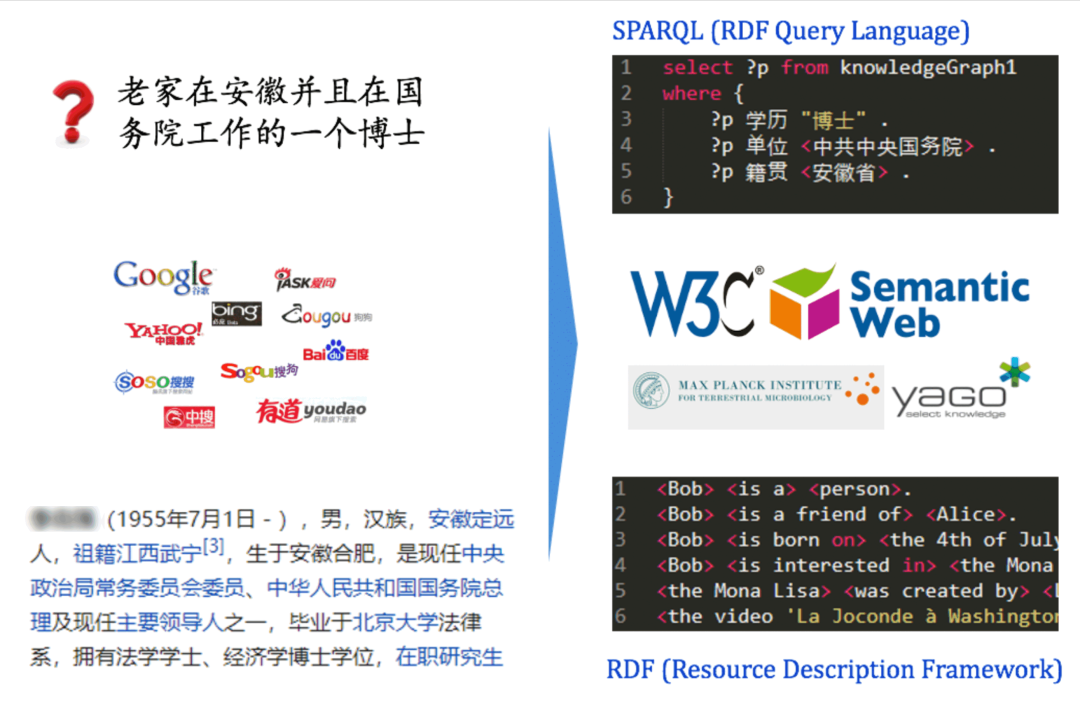 老家在安徽并且在国
务院工作的一个博士
Google
谷歌
iASK爱问
bing
Gougou 狗狗
YAHOO!
中国雅虎
Bai du 百度
Sogou搜狗
SOSO搜搜
中搜
有道 youdao
网易旗下搜索
(1955年7月1日 - ) ，男，汉族，安徽定远
人，祖籍江西武宁[3]，生于安徽合肥，是现任中央
政治局常务委员会委员、中华人民共和国国务院总
理及现任主要领导人之一，毕业于北京大学法律
系，拥有法学学士、经济学博士学位，在职研究生
SPARQL (RDF Query Language)
1 select ?p from knowledgeGraph1
2 where {
3 ?p 学历 "博士" .
4 ?p 单位 <中共中央国务院> .
5 ?p 籍贯 <安徽省> .
6 }
W3C® Semantic
Web
MAX PLANCK INSTITUTE
FOR TERRESTRIAL MICROBIOLOGY
yago
select knowledge
1 <Bob> <is a> <person>.
2 <Bob> <is a friend of> <Alice>.
3 <Bob> <is born on> <the 4th of July
4 <Bob> <is interested in> <the Mona
5 <the Mona Lisa> <was created by> <L
6 <the video 'La Joconde à Washington
RDF (Resource Description Framework)